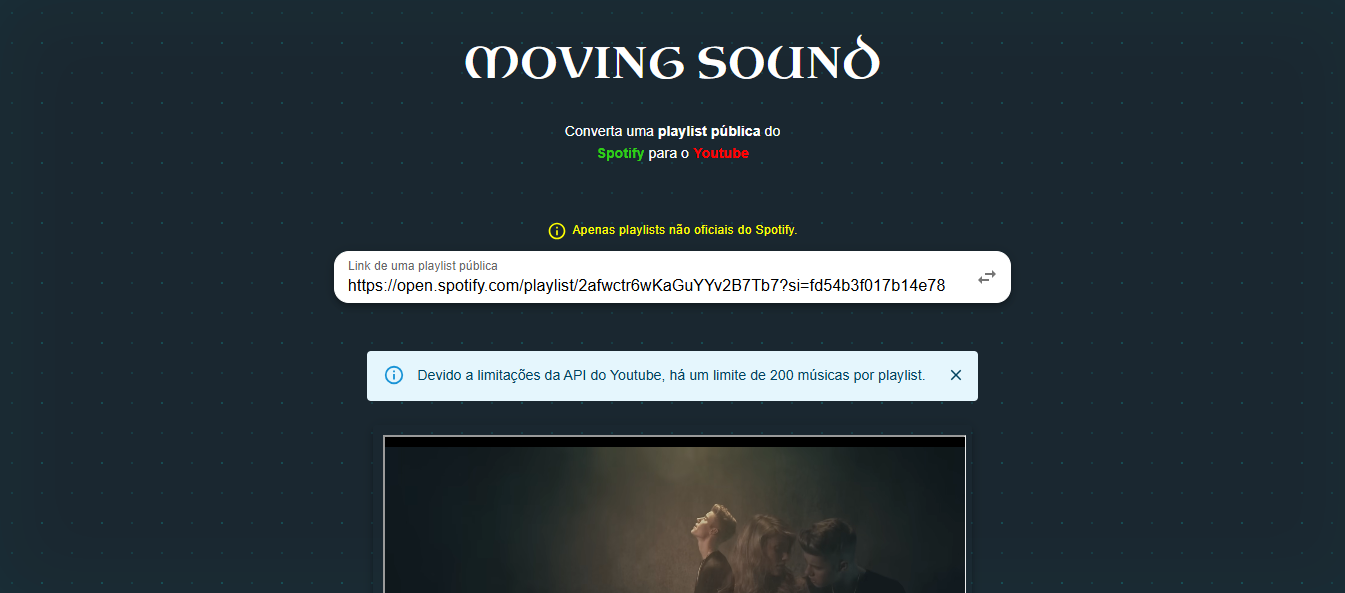 MOVING SOUND
Converta uma playlist pública do
Spotify para o Youtube
Apenas playlists não oficiais do Spotify.
Link de uma playlist pública
https://open.spotify.com/playlist/2afwctr6wKaGuYYv2B7Tb7?si=fd54b3f017b14e78
Devido a limitações da API do Youtube, há um limite de 200 músicas por playlist.